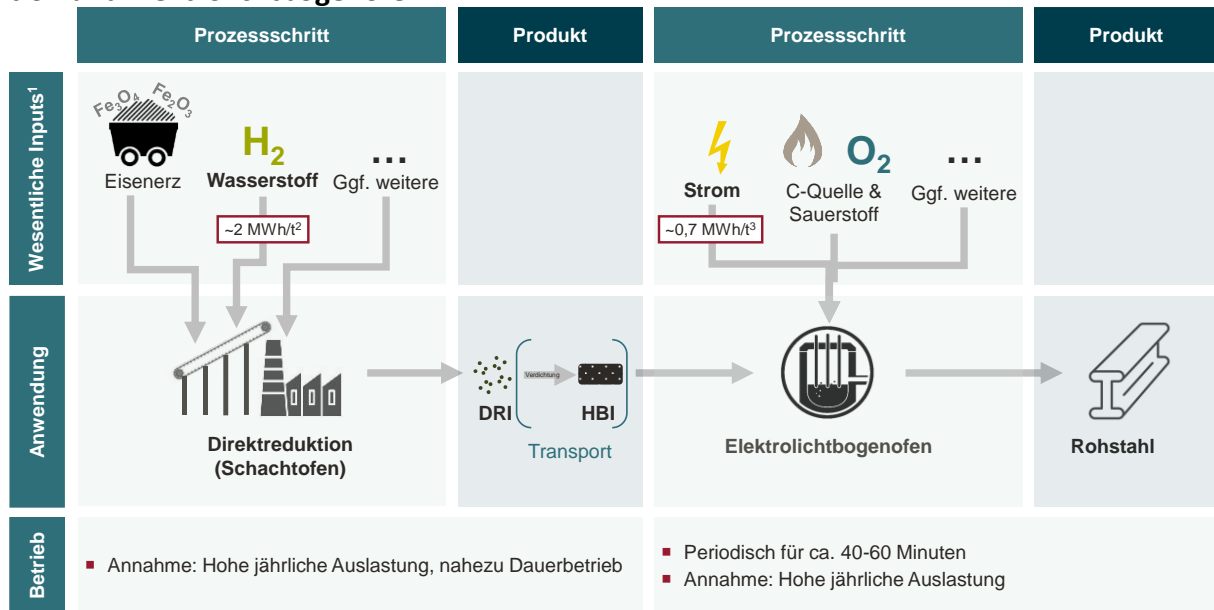 Prozessschritt
Produkt
Prozessschritt
Produkt
Wesentliche Inputs¹
Fe₃O₄ Fe₂O₃
Eisenerz
H₂
Wasserstoff
...
Ggf. weitere
~2 MWh/t²
Strom
~0,7 MWh/t³
C-Quelle &
Sauerstoff
O₂
...
Ggf. weitere
Anwendung
Direktreduktion
(Schachtofen)
DRI
Verdichtung
HBI
Transport
Elektrolichtbogenofen
Rohstahl
Betrieb
▪ Annahme: Hohe jährliche Auslastung, nahezu Dauerbetrieb
▪ Periodisch für ca. 40-60 Minuten
▪ Annahme: Hohe jährliche Auslastung